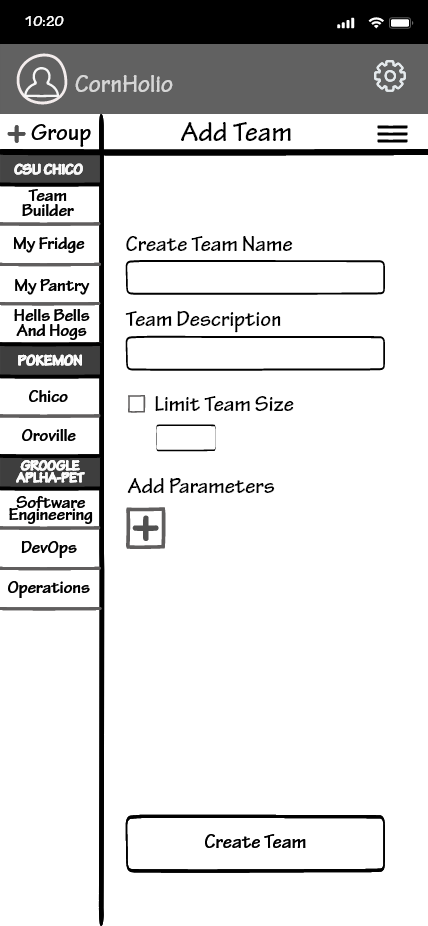 10:20
CornHolio
+ Group
Add Team
CSU CHICO
Team
Builder
My Fridge
My Pantry
Hells Bells
And Hogs
POKEMON
Chico
Oroville
GROOGLE
APLHA-PET
Software
Engineering
DevOps
Operations
Create Team Name
Team Description
Limit Team Size
Add Parameters
+
Create Team